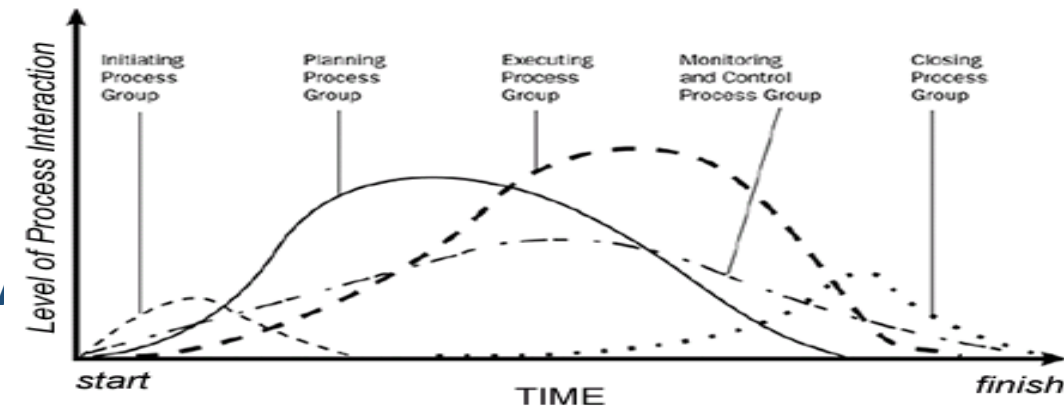 Level of Process Interaction
Initiating
Process
Group
Planning
Process
Group
Executing
Process
Group
Monitoring
and Control
Process Group
Closing
Process
Group
start
TIME
finish